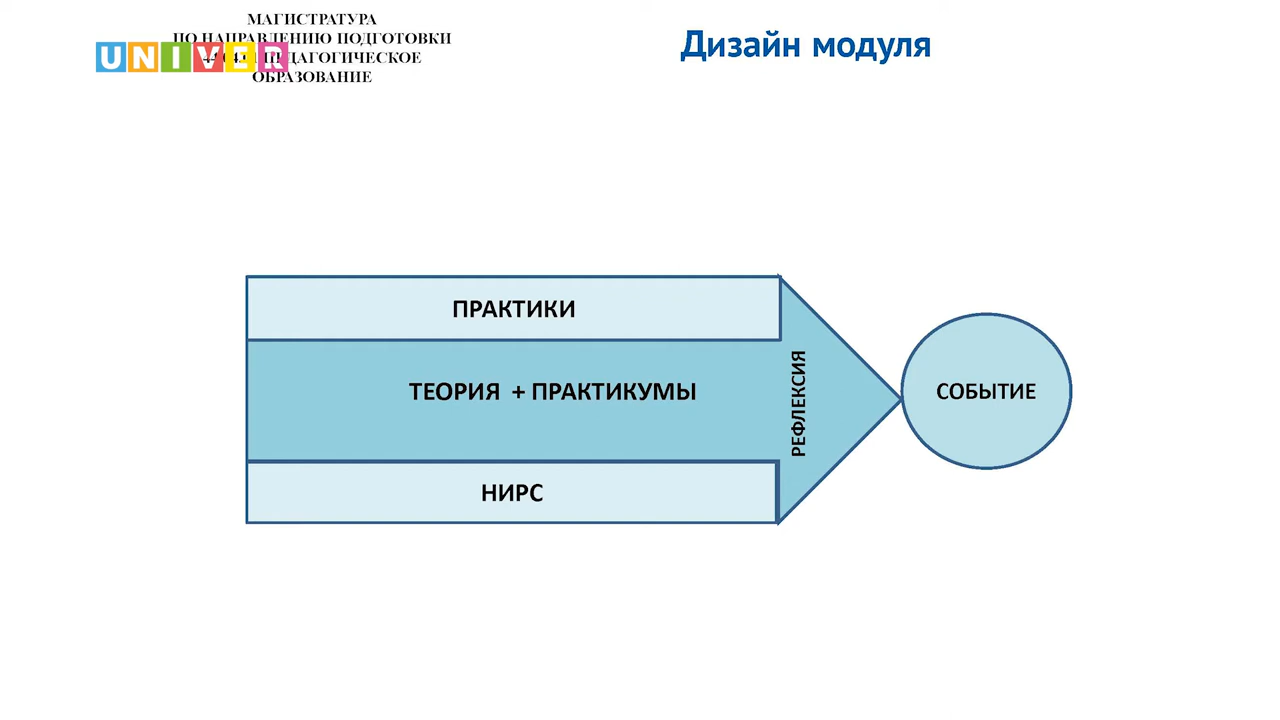 МАГИСТРАТУРА
ПО НАПРАВЛЕНИЮ ПОДГОТОВКИ
UNIVER
ПЕДАГОГИЧЕСКОЕ
ОБРАЗОВАНИЕ
Дизайн модуля
ПРАКТИКИ
ТЕОРИЯ + ПРАКТИКУМЫ
НИРС
РЕФЛЕКСИЯ
СОБЫТИЕ